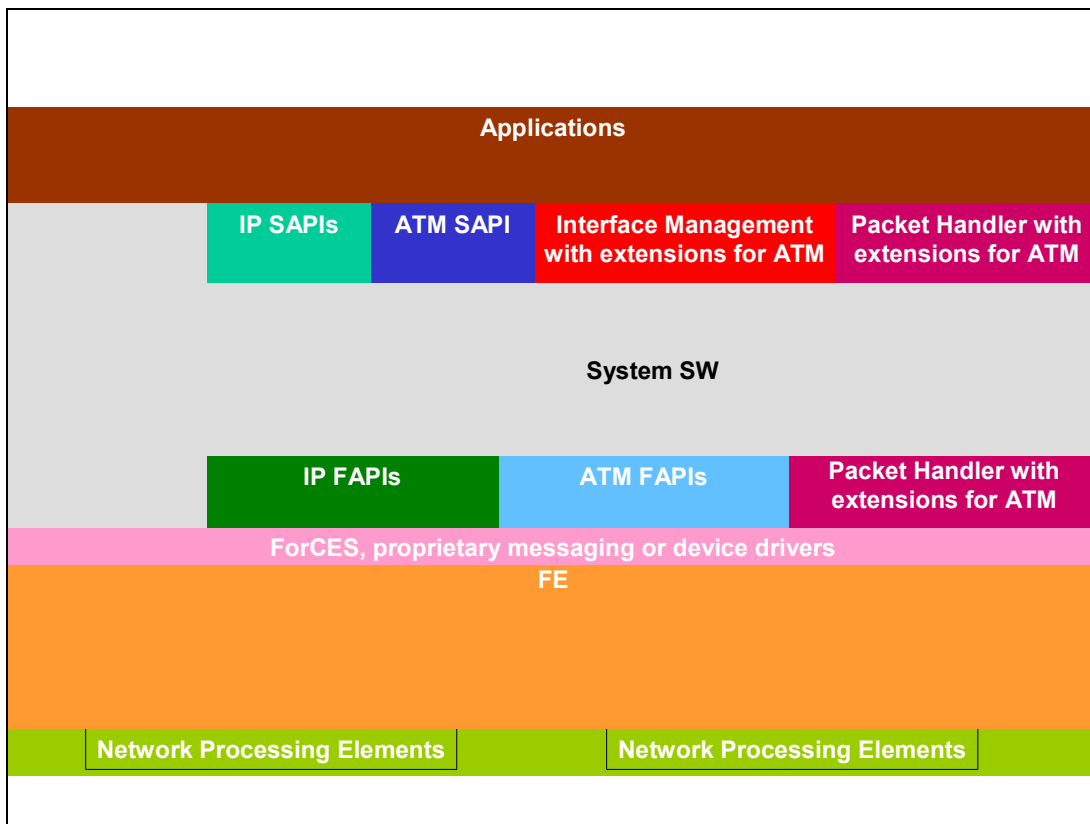 Applications
IP SAPIs
ATM SAPI
Interface Management
with extensions for ATM
Packet Handler with
extensions for ATM
System SW
IP FAPIs
ATM FAPIs
Packet Handler with
extensions for ATM
ForCES, proprietary messaging or device drivers
FE
Network Processing Elements
Network Processing Elements